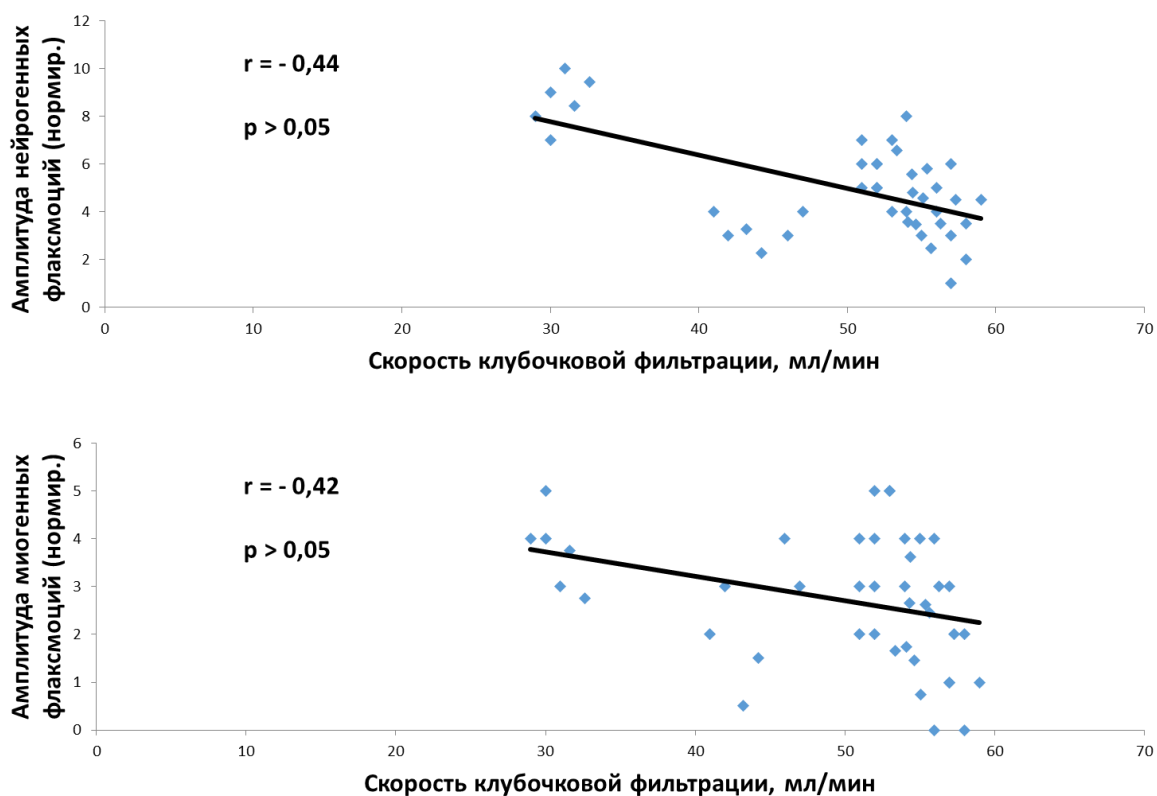 Амплитуда нейрогенных
флаксмоций (нормир.)
12
10
8
6
4
2
0
r = - 0,44
p > 0,05
0 10 20 30 40 50 60 70
Скорость клубочковой фильтрации, мл/мин
Амплитуда миогенных
флаксмоций (нормир.)
6
5
4
3
2
1
0
r = - 0,42
p > 0,05
0 10 20 30 40 50 60 70
Скорость клубочковой фильтрации, мл/мин